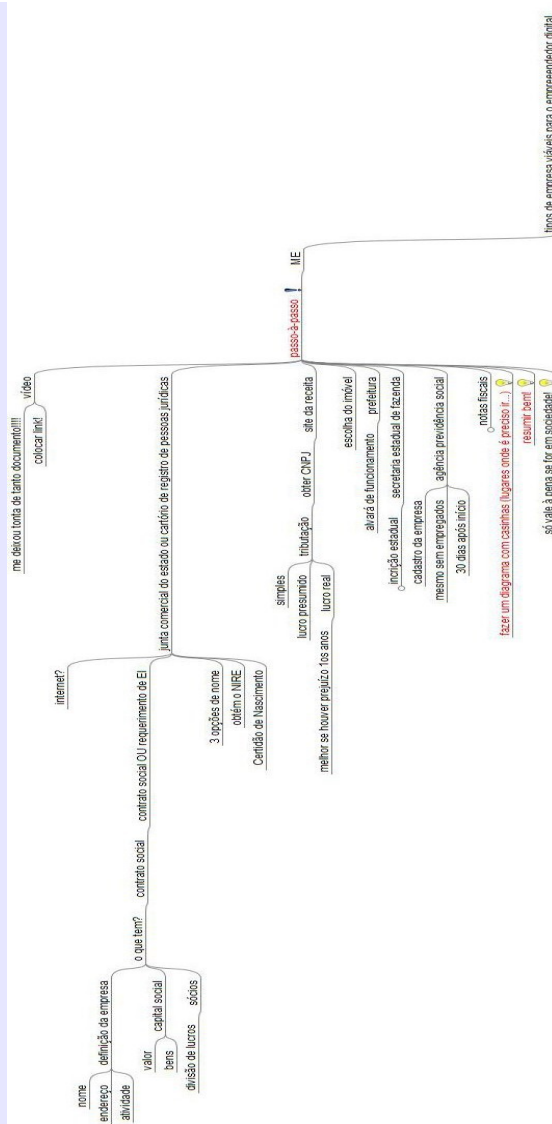 tipos de empresa viáveis para o empreeendedor digital
ME
passo-à-passo
vídeo
me deixou tonta de tanto documento!!!!
colocar link!
junta comercial do estado ou cartório de registro de pessoas jurídicas
internet?
contrato social OU requerimento de EI
contrato social
o que tem?
definição da empresa
nome
endereço
atividade
capital social
valor
bens
sócios
divisão de lucros
3 opções de nome
obtém o NIRE
Certidão de Nascimento
site da receita
obter CNPJ
tributação
simples
lucro presumido
lucro real
melhor se houver prejuízo 1os anos
escolha do imóvel
prefeitura
alvará de funcionamento
secretaria estadual de fazenda
incrição estadual
agência previdência social
cadastro da empresa
mesmo sem empregados
30 dias após início
notas fiscais
fazer um diagrama com casinhas (lugares onde é preciso ir...)
resumir bem!
só vale à pena se for em sociedade!